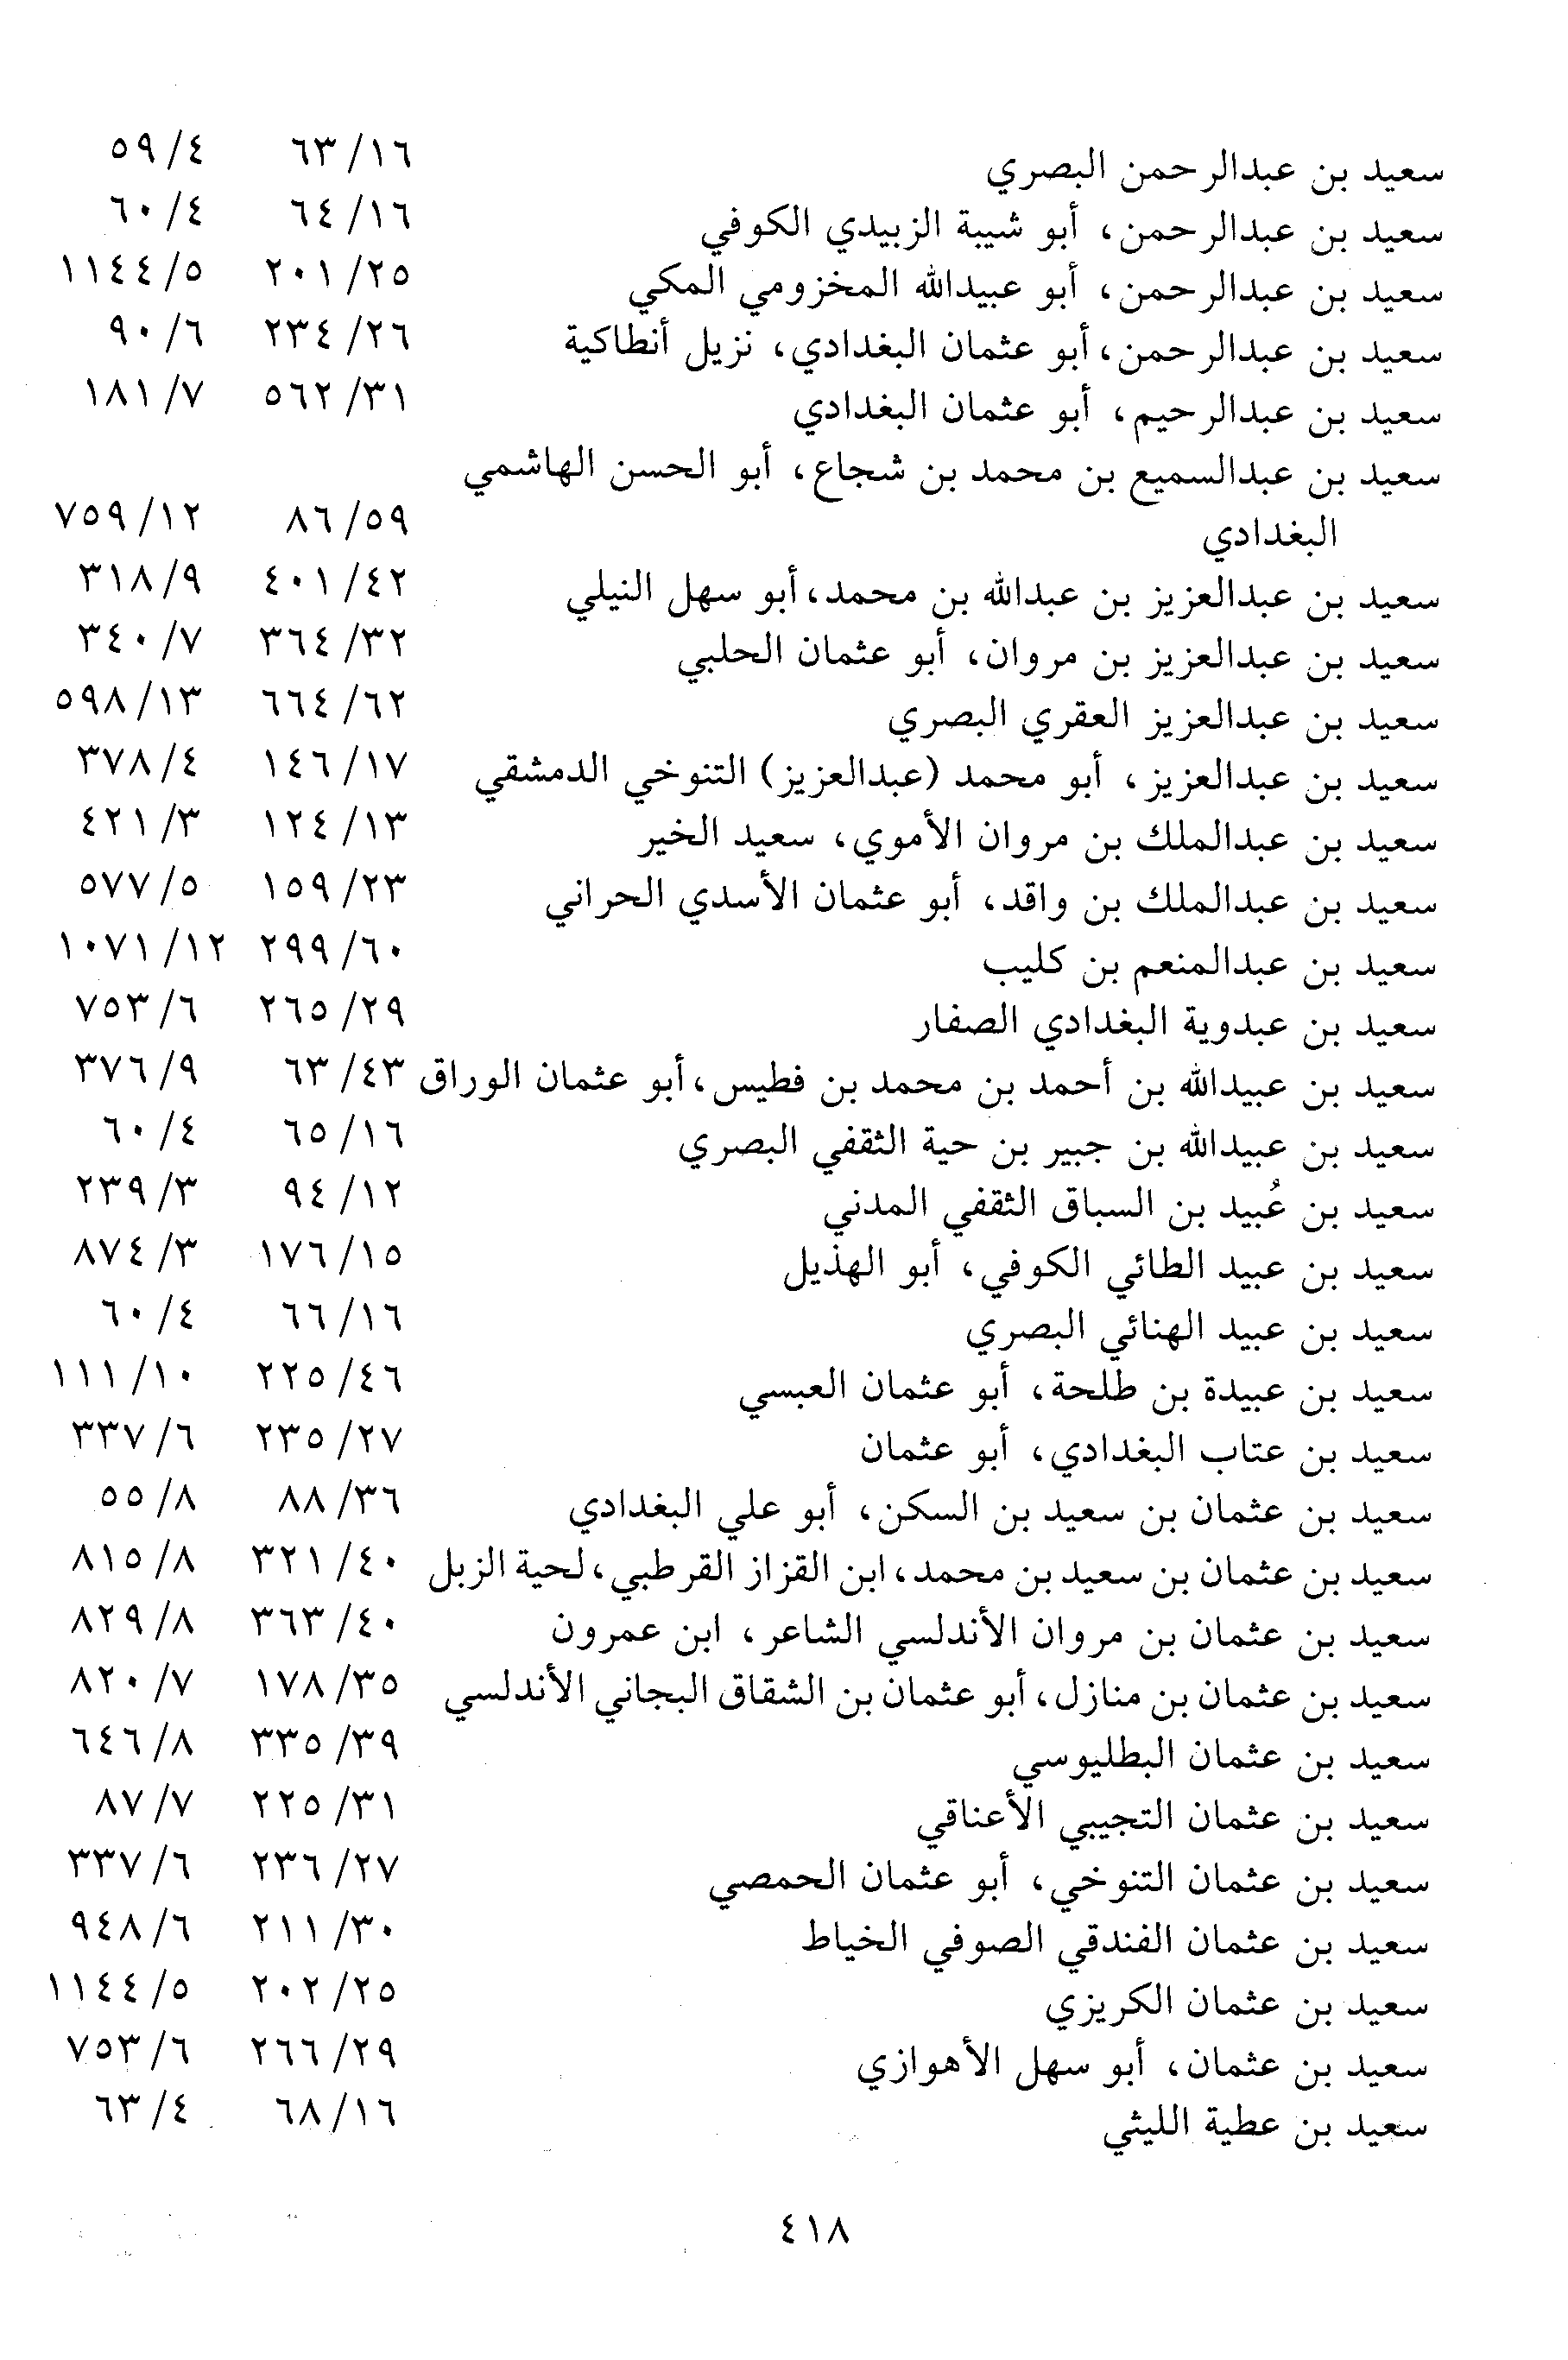 سعيد بن عبدالرحمن البصري ١٦/ ٦٣ ٤/ ٥٩
سعيد بن عبدالرحمن، أبو شيبة الزبيدي الكوفي ١٦/ ٦٤ ٤/ ٦٠
سعيد بن عبدالرحمن، أبو عبيدالله المخزومي المكي ٢٥/ ٢٠١ ٥/ ١١٤٤
سعيد بن عبدالرحمن، أبو عثمان البغدادي، نزيل أنطاكية ٢٦/ ٢٣٤ ٦/ ٩٠
سعيد بن عبدالرحيم، أبو عثمان البغدادي ٣١/ ٥٦٢ ٧/ ١٨١
سعيد بن عبدالسميع بن محمد بن شجاع، أبو الحسن الهاشمي
البغدادي ٥٩/ ٨٦ ١٢/ ٧٥٩
سعيد بن عبدالعزيز بن عبدالله بن محمد، أبو سهل النيلي ٤٢/ ٤٠١ ٩/ ٣١٨
سعيد بن عبدالعزيز بن مروان، أبو عثمان الحلبي ٣٢/ ٣٦٤ ٧/ ٣٤٠
سعيد بن عبدالعزيز العقري البصري ٦٢/ ٦٦٤ ١٣/ ٥٩٨
سعيد بن عبدالعزيز، أبو محمد (عبدالعزيز) التنوخي الدمشقي ١٧/ ١٤٦ ٤/ ٣٧٨
سعيد بن عبدالملك بن مروان الأموي، سعيد الخير ١٣/ ١٢٤ ٣/ ٤٢١
سعيد بن عبدالملك بن واقد، أبو عثمان الأسدي الحراني ٢٣/ ١٥٩ ٥/ ٥٧٧
سعيد بن عبدالمنعم بن كليب ٦٠/ ٢٩٩ ١٢/ ١٠٧١
سعيد بن عبدوية البغدادي الصفار ٢٩/ ٢٦٥ ٦/ ٧٥٣
سعيد بن عبيدالله بن أحمد بن محمد بن فطيس، أبو عثمان الوراق ٤٣/ ٦٣ ٩/ ٣٧٦
سعيد بن عبيدالله بن جبير بن حية الثقفي البصري ١٦/ ٦٥ ٤/ ٦٠
سعيد بن عُبيد بن السباق الثقفي المدني ١٢/ ٩٤ ٣/ ٢٣٩
سعيد بن عبيد الطائي الكوفي، أبو الهذيل ١٥/ ١٧٦ ٣/ ٨٧٤
سعيد بن عبيد الهنائي البصري ١٦/ ٦٦ ٤/ ٦٠
سعيد بن عبيدة بن طلحة، أبو عثمان العبسي ٤٦/ ٢٢٥ ١٠/ ١١١
سعيد بن عتاب البغدادي، أبو عثمان ٢٧/ ٢٣٥ ٦/ ٣٣٧
سعيد بن عثمان بن سعيد بن السكن، أبو علي البغدادي ٣٦/ ٨٨ ٨/ ٥٥
سعيد بن عثمان بن سعيد بن محمد، ابن القزاز القرطبي، لحية الزبل ٤٠/ ٣٢١ ٨/ ٨١٥
سعيد بن عثمان بن مروان الأندلسي الشاعر، ابن عمرون ٤٠/ ٣٦٣ ٨/ ٨٢٩
سعيد بن عثمان بن منازل، أبو عثمان بن الشقاق البجاني الأندلسي ٣٥/ ١٧٨ ٧/ ٨٢٠
سعيد بن عثمان البطليوسي ٣٩/ ٣٣٥ ٨/ ٦٤٦
سعيد بن عثمان التجيبي الأعناقي ٣١/ ٢٢٥ ٧/ ٨٧
سعيد بن عثمان التنوخي، أبو عثمان الحمصي ٢٧/ ٢٣٦ ٦/ ٣٣٧
سعيد بن عثمان الفندقي الصوفي الخياط ٣٠/ ٢١١ ٦/ ٩٤٨
سعيد بن عثمان الكريزي ٢٥/ ٢٠٢ ٥/ ١١٤٤
سعيد بن عثمان، أبو سهل الأهوازي ٢٩/ ٢٦٦ ٦/ ٧٥٣
سعيد بن عطية الليثي ١٦/ ٦٨ ٤/ ٦٣
٤١٨